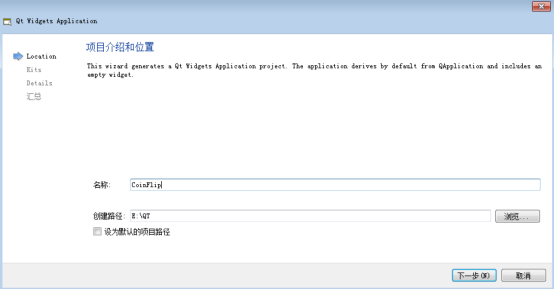 Qt Widgets Application
项目介绍和位置
Location
Kits
Details
汇总
This wizard generates a Qt Widgets Application project. The application derives by default from QApplication and includes an
empty widget.
名称: CoinFlip
创建路径: E:\QT 浏览...
设为默认的项目路径
下一步(N) 取消